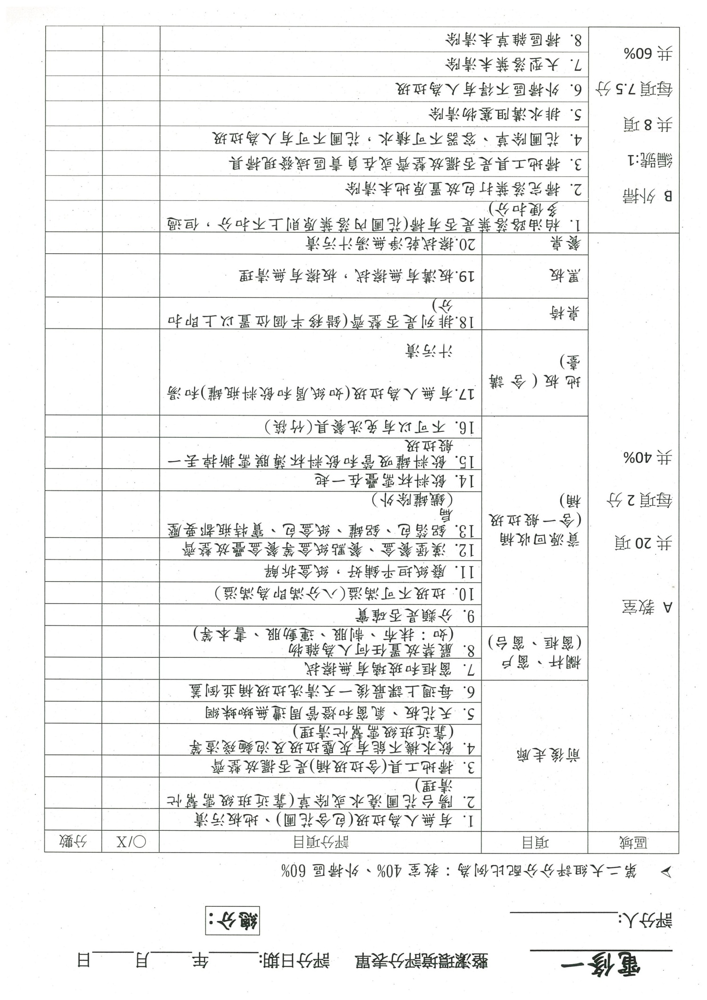 電修一 整潔環境評分表單 評分日期:____年____月____日
評分人:__________ 總分：
➤ 第二大組評分分配比例為：教室 40%、外掃區 60%
區域 項目 評分項目 ○/X 分數
A 教室
共 20 項
每項 2 分
共 40%
前後走廊
1. 有無人為垃圾(包含花圃)、地板污漬
2. 陽台花圃澆水或除草(靠近班級需幫忙
清理)
3. 掃地工具(含垃圾桶)是否擺放整齊
4. 飲水機不能有灰塵垃圾及泡麵殘渣等
(靠近班級需幫忙清理)
5. 天花板、氣窗和燈管周遭無蜘蛛網
6. 每週上課最後一天清洗垃圾桶並倒蓋
欄杆、窗戶
(窗框、窗台)
7. 窗框和玻璃有無擦拭
8. 嚴禁放置任何人為雜物
(如：抹布、制服、運動服、書本等)
資源回收桶
(含一般垃圾
桶)
9. 分類是否確實
10. 垃圾不可滿溢(八分滿即為滿溢)
11. 廢紙坦平鋪好，紙盒拆解
12. 漢堡餐盒、餐點紙盒等餐盒疊放整齊
13. 鋁箔包、鋁罐、紙盒包、寶特瓶都要壓
扁
(鐵罐除外)
14. 飲料杯需疊在一起
15. 飲料罐吸管和飲料杯薄膜需撕掉丟一
般垃圾
16. 不可以有免洗餐具(竹筷)
地板(含講
臺)
17.有無人為垃圾(如紙屑和飲料瓶罐)和湯
汁污漬
桌椅
18.排列是否整齊(錯移半個位置以上即扣
分)
黑板
19.板溝有無擦拭，板擦有無清理
餐桌
20.擦拭乾淨無湯汁污漬
B 外掃
編號:1
共 8 項
每項 7.5 分
共 60%
1. 柏油路落葉是否有掃(花圃內落葉原則上不扣分，但過
多便扣分)
2. 掃完落葉打包放置原地未清除
3. 掃地工具是否擺放整齊或在負責區域發現掃具
4. 花圃除草、容器不可積水，花圃不可有人為垃圾
5. 排水溝阻塞物清除
6. 外掃區不得有人為垃圾
7. 大型落葉未清除
8. 掃區雜草未清除